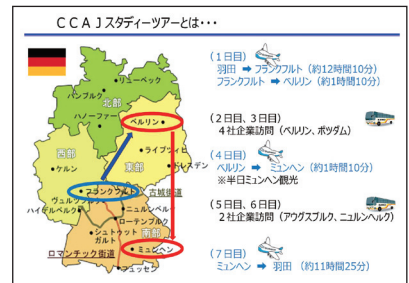 ＣＣＡＪスタディーツアーとは・・・
(1日目)
羽田 ➡ フランクフルト (約12時間10分)
フランクフルト ➡ ベルリン (約1時間10分)
(2日目、3日目)
４社企業訪問 (ベルリン、ポツダム)
(4日目)
ベルリン ➡ ミュンヘン (約1時間10分)
※半日ミュンヘン観光
(5日目、6日目)
２社企業訪問 (アウグスブルク、ニュルンヘルク)
(7日目)
ミュンヘン ➡ 羽田 (約11時間25分)
リューベック
ハンブルク
北部
ハノーファー
ベルリン
西部
ライプツィヒ
東部
ケルン
ドレスデン
フランクフルト
古城街道
ヴュルツブルク
ハイデルベルク
ニュルンベルク
ローテンブルク
シュトゥット
ガルト
南部
ミュンヘン
ロマンチック街道
フュッセン